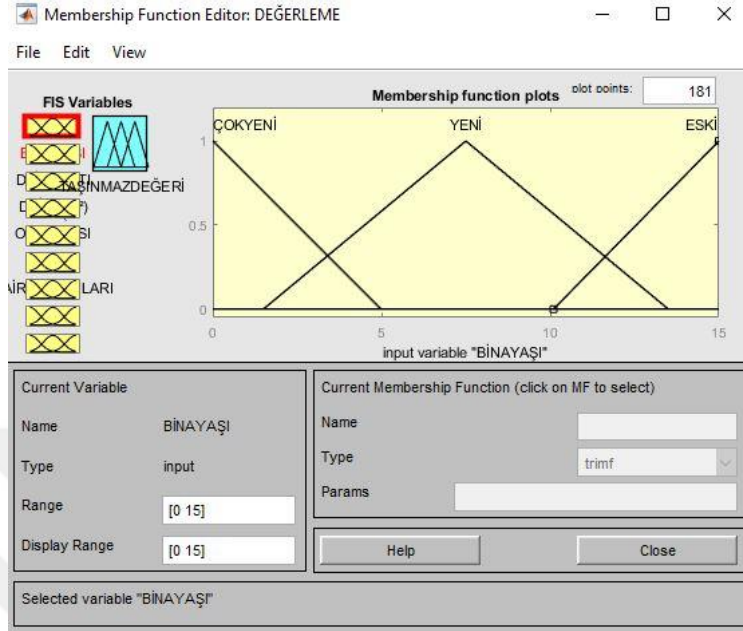 Membership Function Editor: DEĞERLEME
File Edit View
FIS Variables
TAŞINMAZDEĞERİ
Membership function plots
plot points:
181
ÇOKYENİ YENİ ESKİ
1
0.5
0
0 5 10 15
input variable "BİNAYAŞI"
Current Variable
Name BİNAYAŞI
Type input
Range [0 15]
Display Range [0 15]
Current Membership Function (click on MF to select)
Name
Type trimf
Params
Help Close
Selected variable "BİNAYAŞI"